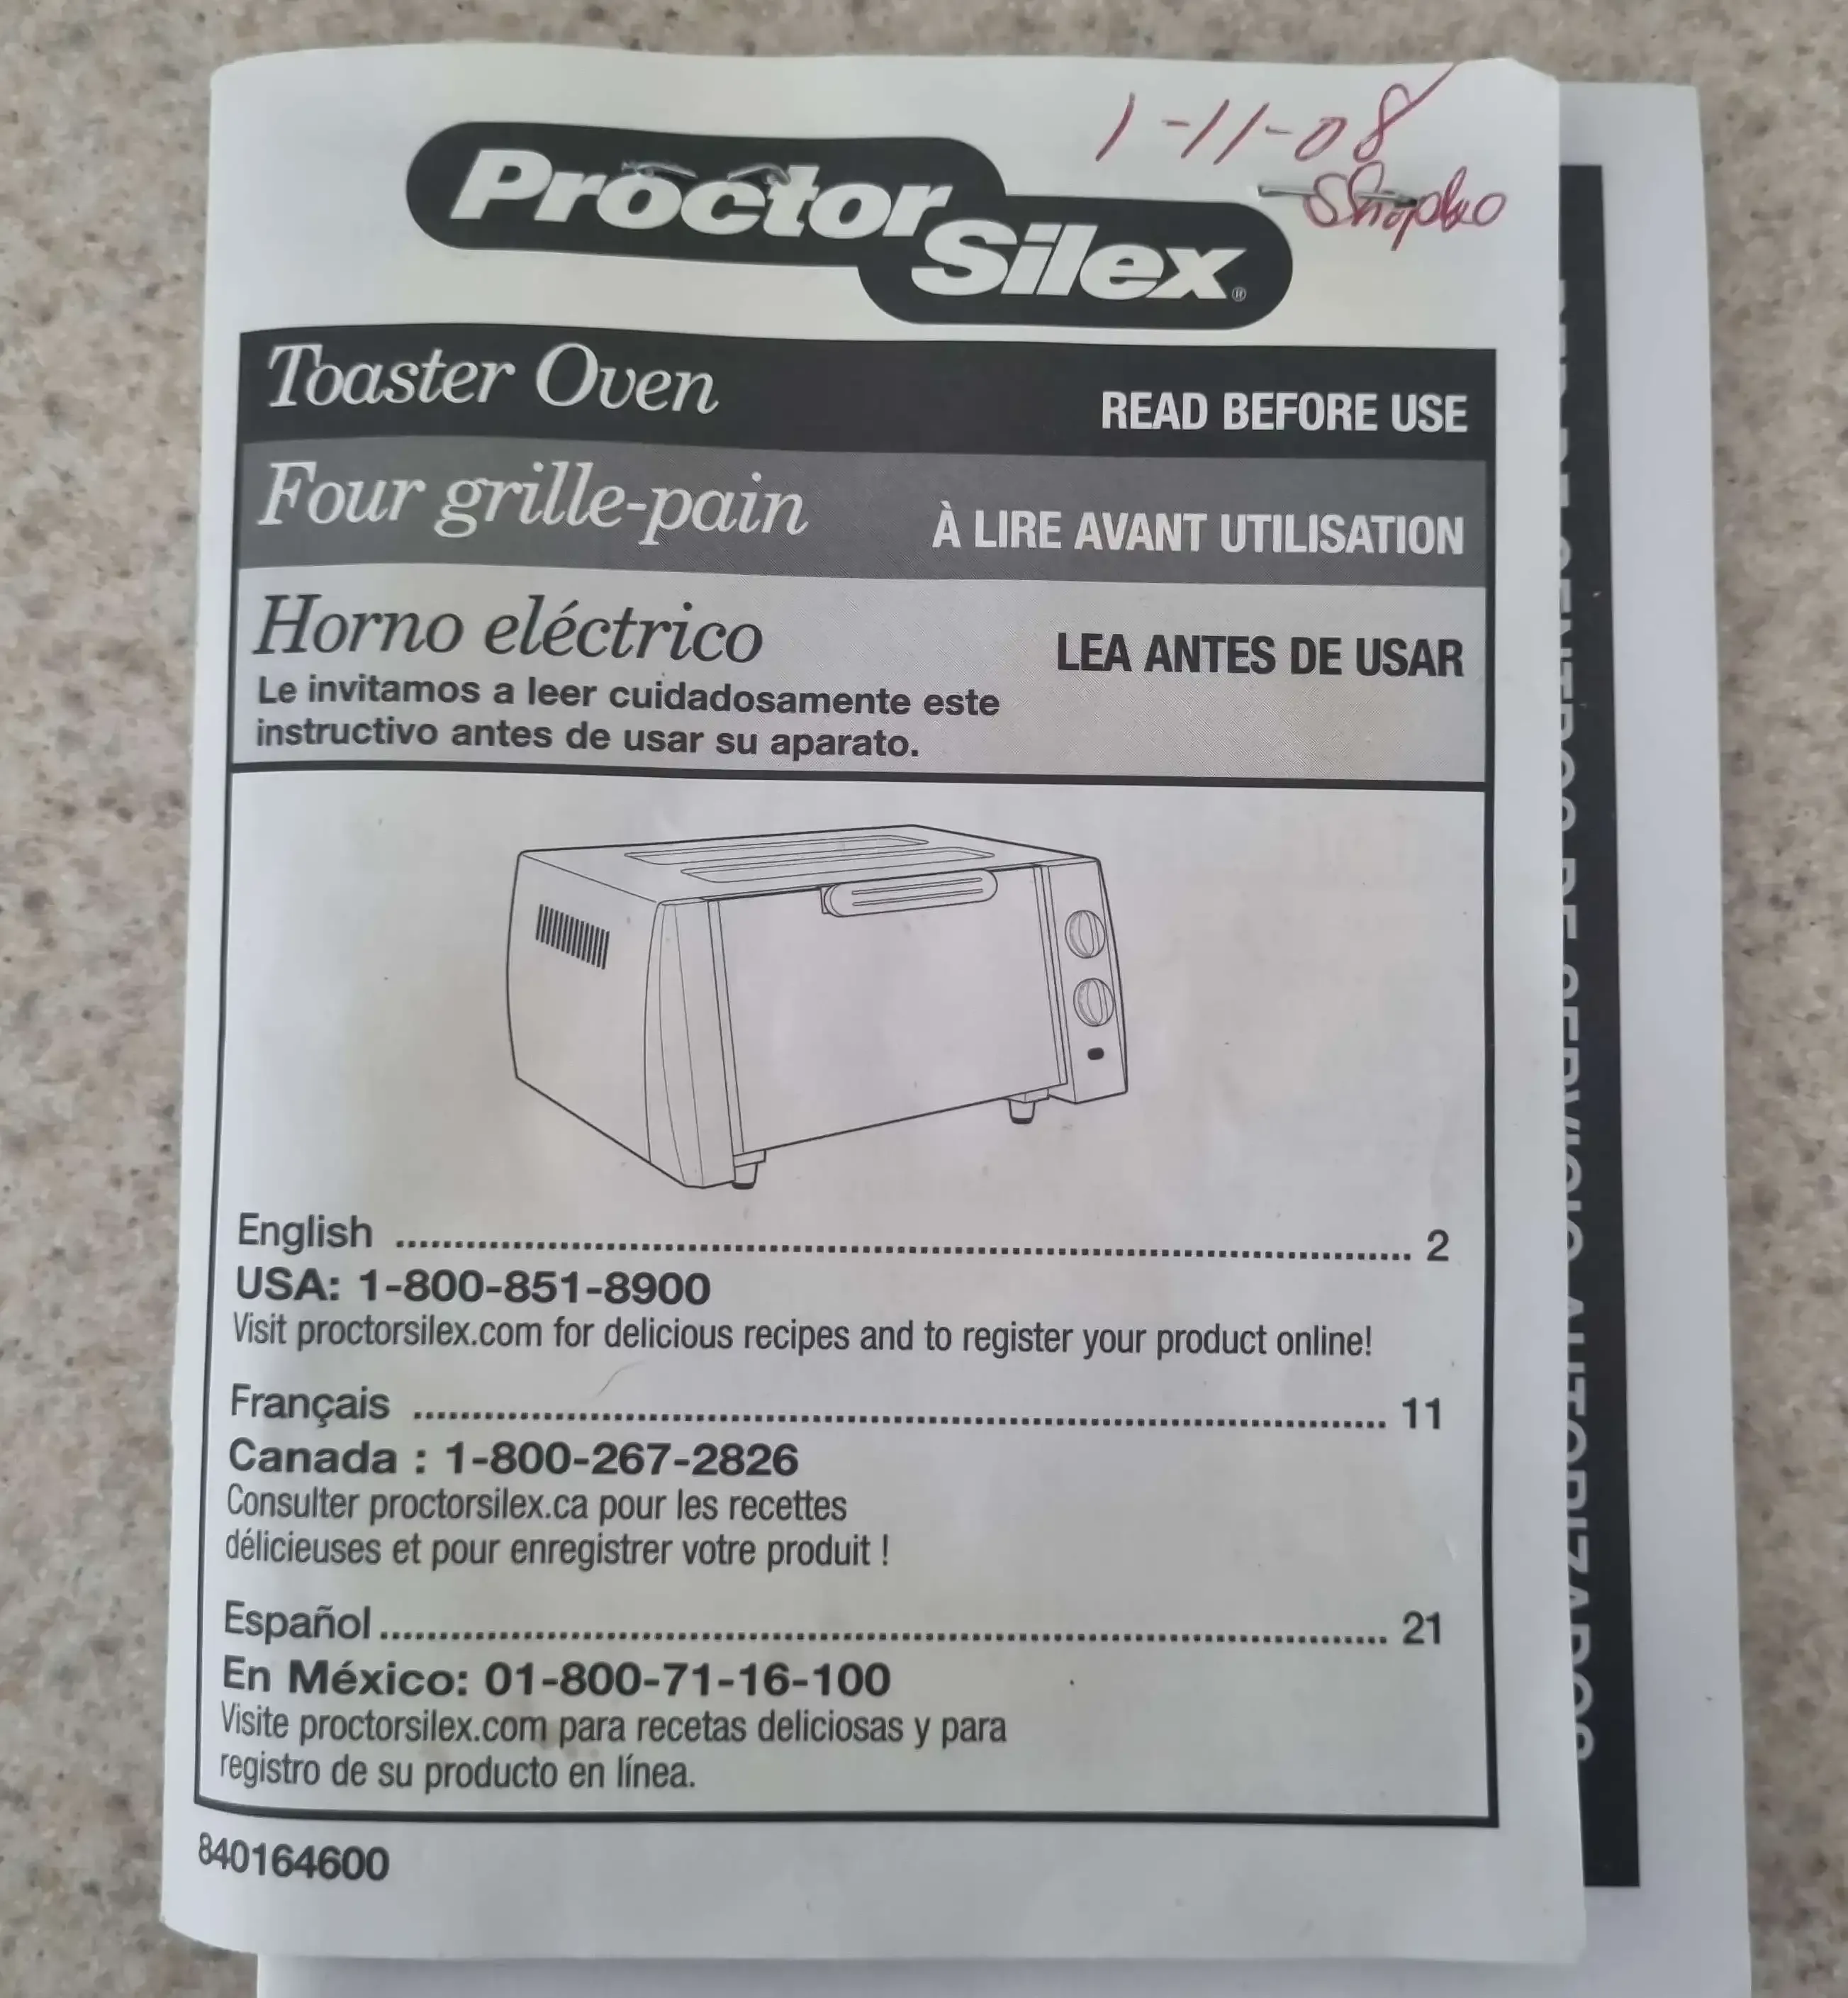 1-11-08
Shopko
Proctor
Silex®
Toaster Oven READ BEFORE USE
Four grille-pain À LIRE AVANT UTILISATION
Horno eléctrico LEA ANTES DE USAR
Le invitamos a leer cuidadosamente este
instructivo antes de usar su aparato.
English ........ 2
USA: 1-800-851-8900
Visit proctorsilex.com for delicious recipes and to register your product online!
Français ........ 11
Canada : 1-800-267-2826
Consulter proctorsilex.ca pour les recettes
délicieuses et pour enregistrer votre produit !
Español ........ 21
En México: 01-800-71-16-100
Visite proctorsilex.com para recetas deliciosas y para
registro de su producto en línea.
840164600
DE CENTROS DE SERVICIO AUTORIZADOS